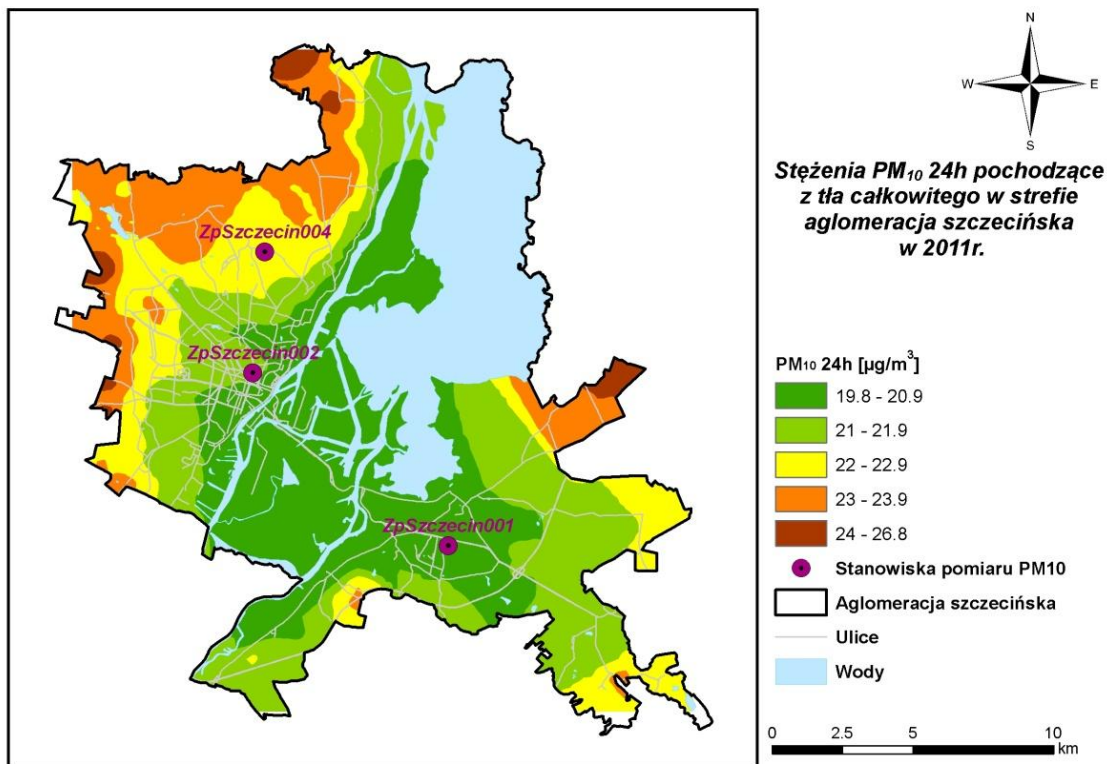 N
W E
S
Stężenia PM₁₀ 24h pochodzące
z tła całkowitego w strefie
aglomeracja szczecińska
w 2011r.
ZpSzczecin004
ZpSzczecin002
ZpSzczecin001
PM₁₀ 24h [µg/m³]
19.8 - 20.9
21 - 21.9
22 - 22.9
23 - 23.9
24 - 26.8
Stanowiska pomiaru PM10
Aglomeracja szczecińska
Ulice
Wody
0 2.5 5 10
km